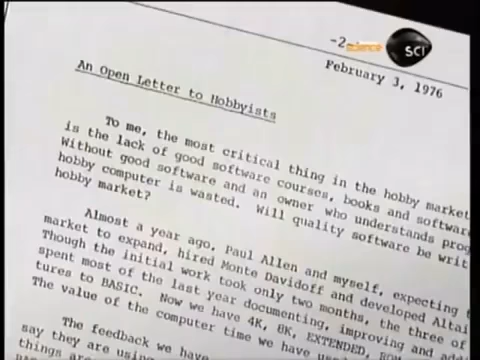 -2-
science
SCI
February 3, 1976
An Open Letter to Hobbyists
To me, the most critical thing in the hobby market
is the lack of good software courses, books and software
Without good software and an owner who understands prog
hobby computer is wasted. Will quality software be writ
hobby market?
Almost a year ago, Paul Allen and myself, expecting t
market to expand, hired Monte Davidoff and developed Altai
Though the initial work took only two months, the three of
spent most of the last year documenting, improving and add
tures to BASIC. Now we have 4K, 8K, EXTENDED,
The value of the computer time we have
The feedback we have
say they are using
things are